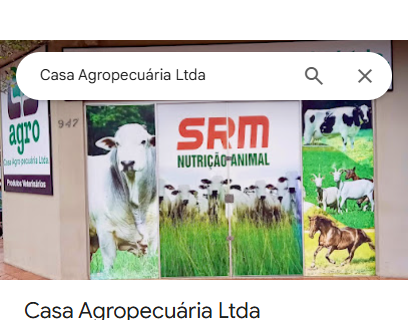 Casa Agropecuária Ltda
agro
Casa Agropecuária Ltda.
Produtos Veterinários
947
SRM
NUTRIÇÃO ANIMAL
Casa Agropecuária Ltda